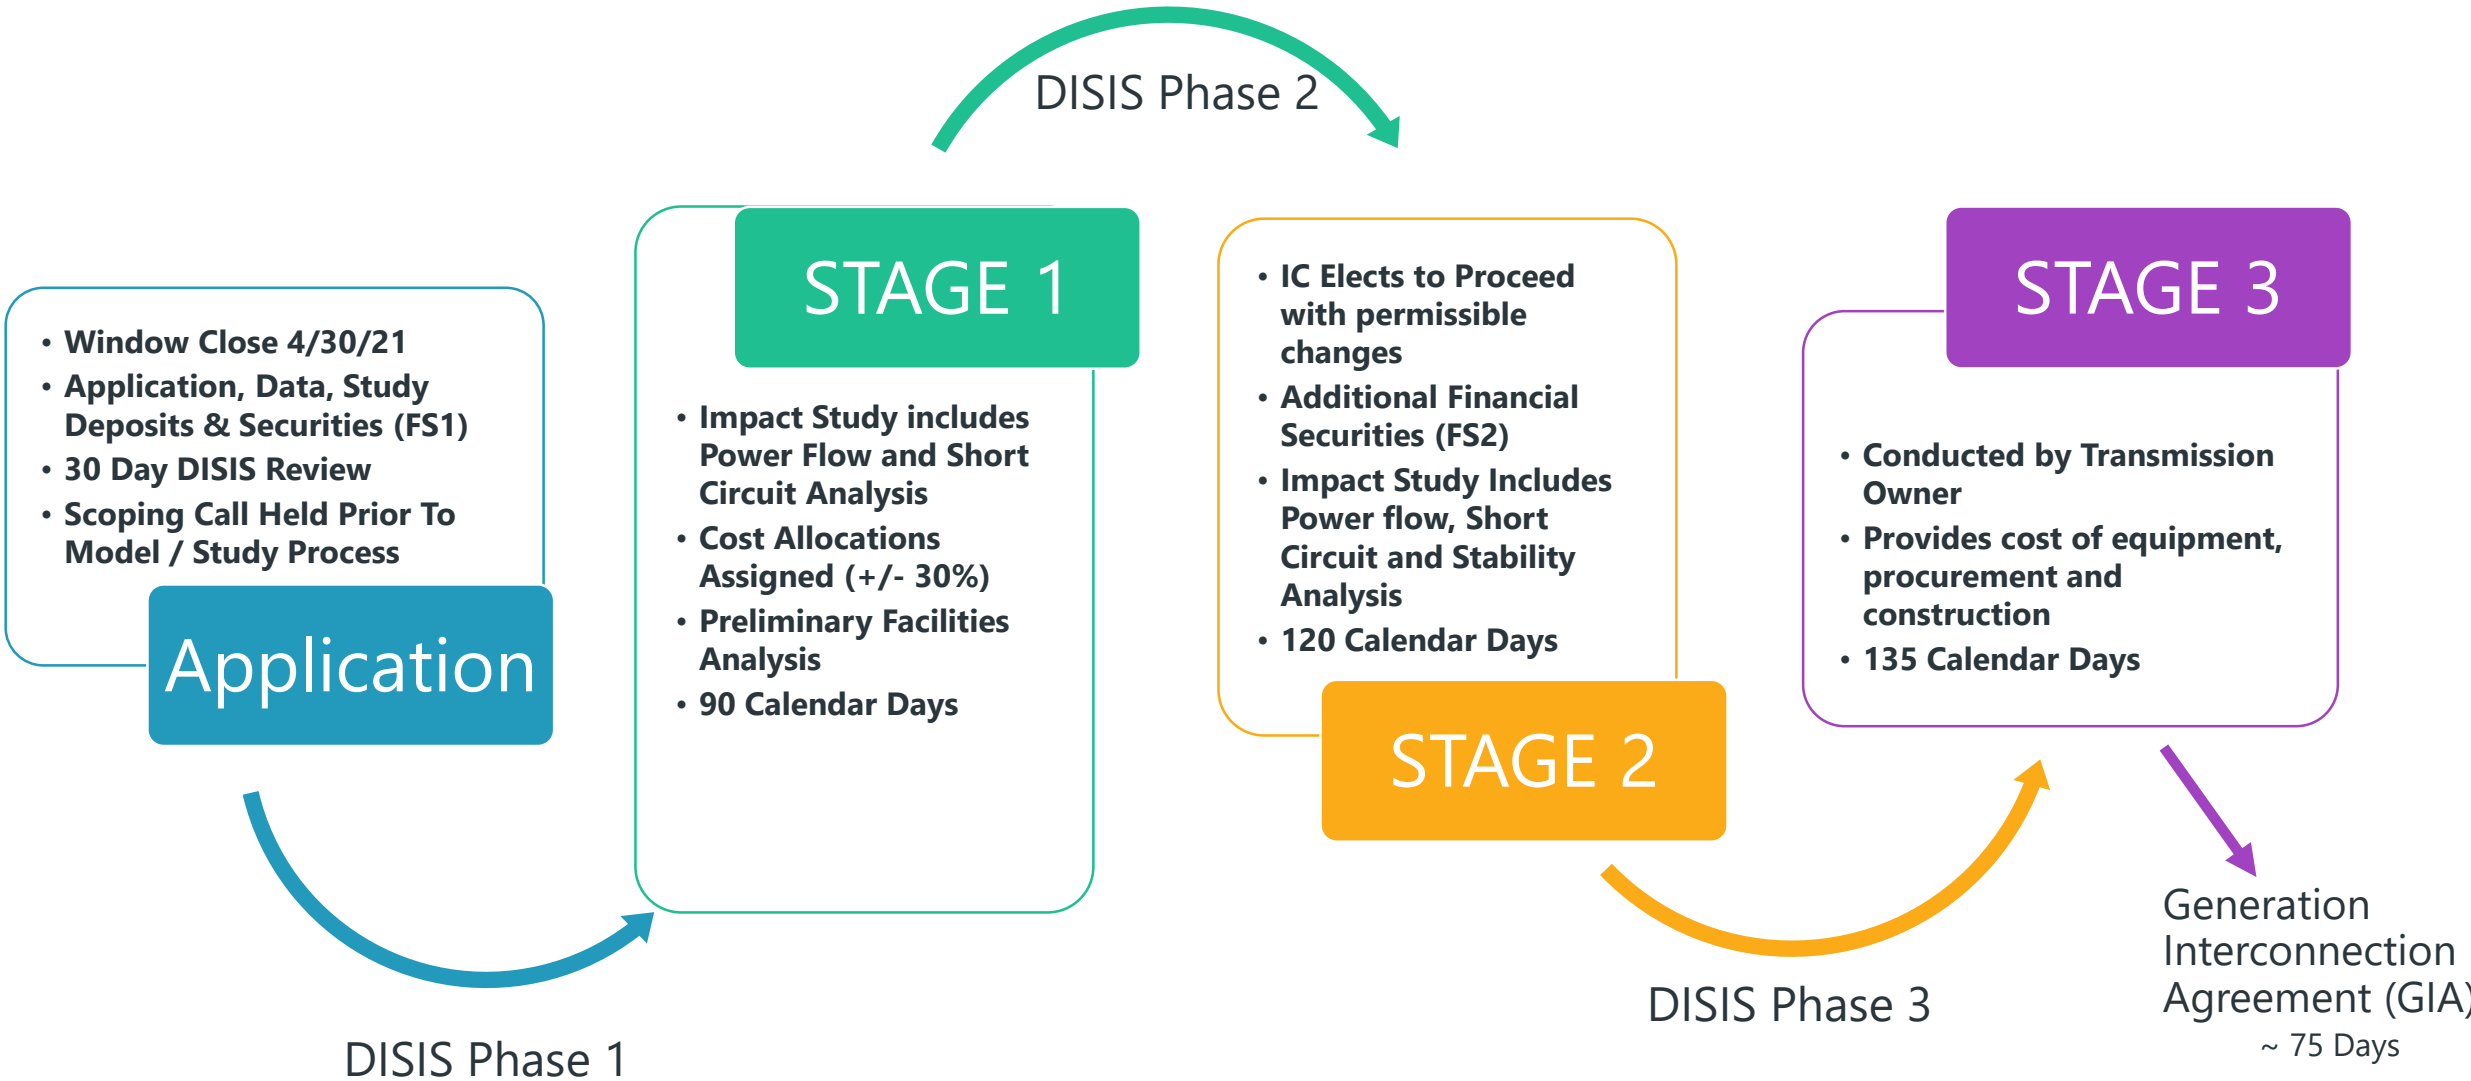 DISIS Phase 2
• Window Close 4/30/21
• Application, Data, Study
Deposits & Securities (FS1)
• 30 Day DISIS Review
• Scoping Call Held Prior To
Model / Study Process
Application
DISIS Phase 1
STAGE 1
• Impact Study includes
Power Flow and Short
Circuit Analysis
• Cost Allocations
Assigned (+/- 30%)
• Preliminary Facilities
Analysis
• 90 Calendar Days
• IC Elects to Proceed
with permissible
changes
• Additional Financial
Securities (FS2)
• Impact Study Includes
Power flow, Short
Circuit and Stability
Analysis
• 120 Calendar Days
STAGE 2
DISIS Phase 3
STAGE 3
• Conducted by Transmission
Owner
• Provides cost of equipment,
procurement and
construction
• 135 Calendar Days
Generation
Interconnection
Agreement (GIA)
~ 75 Days